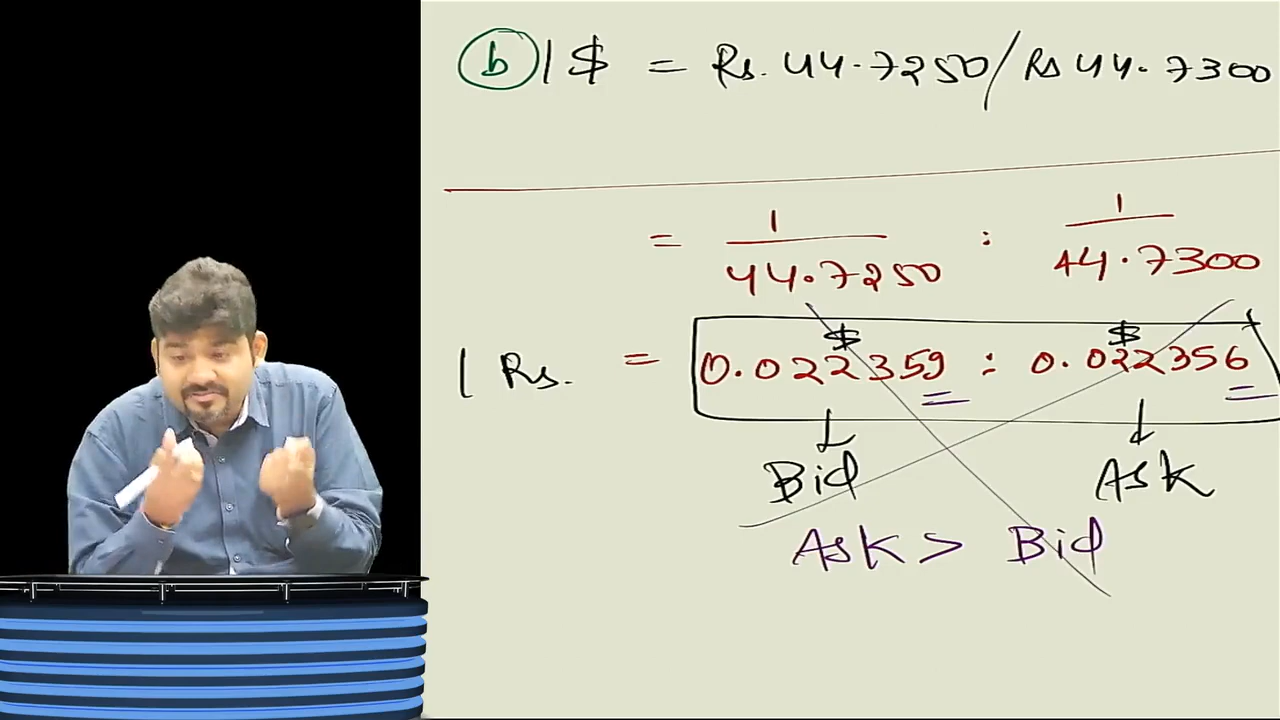 b 1 $ = Rs. 44.7250/Rs 44.7300
= 1/44.7250 : 1/44.7300
$ $
1 Rs. = 0.022359 : 0.022356
Bid Ask
Ask > Bid